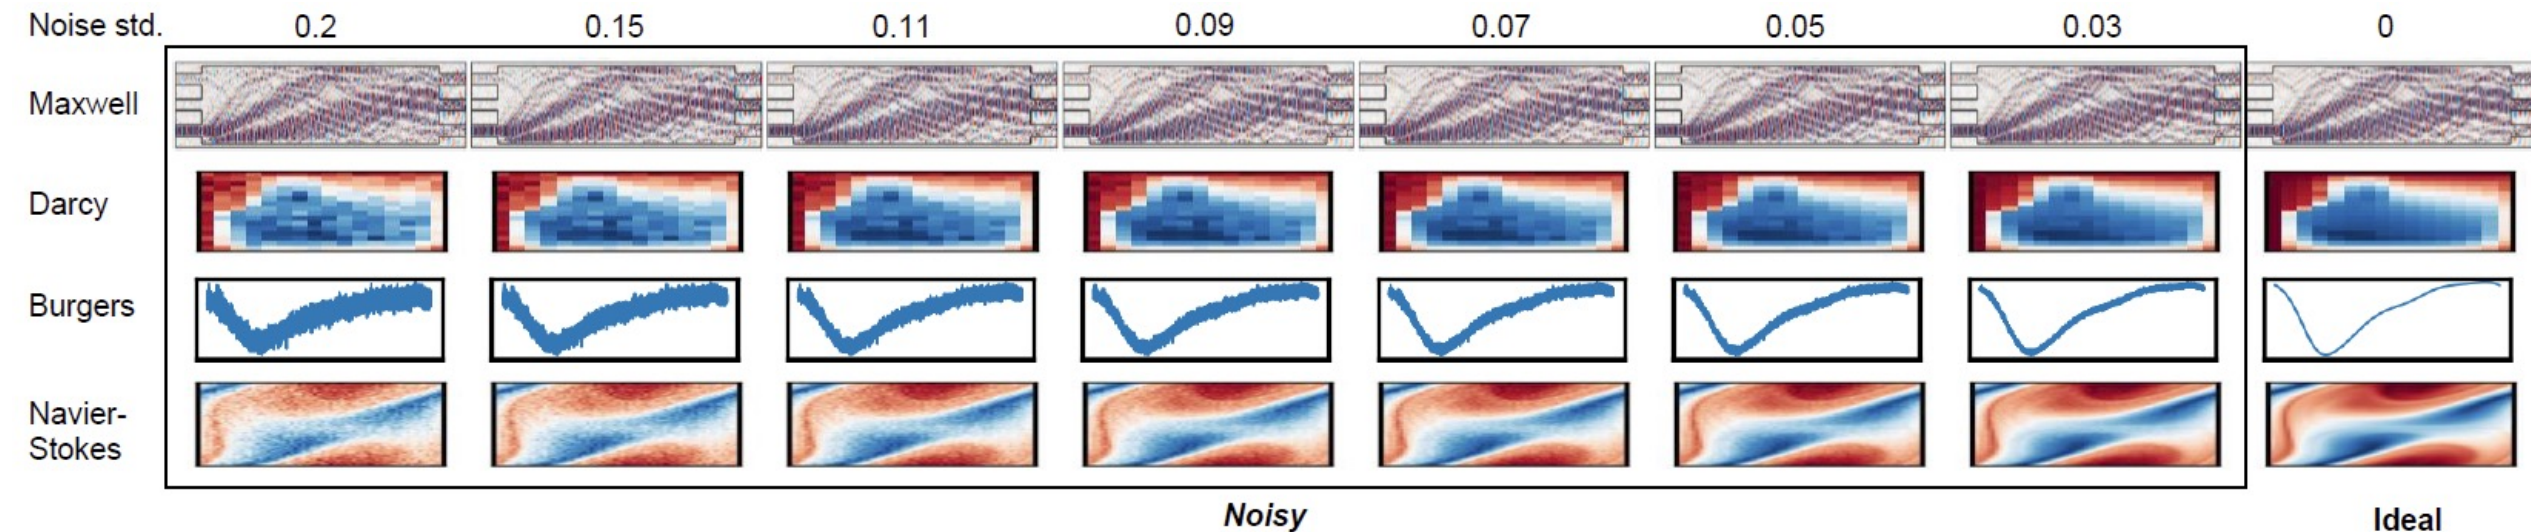 Noise std. 0.2 0.15 0.11 0.09 0.07 0.05 0.03 0
Maxwell
Darcy
Burgers
Navier-
Stokes
Noisy Ideal